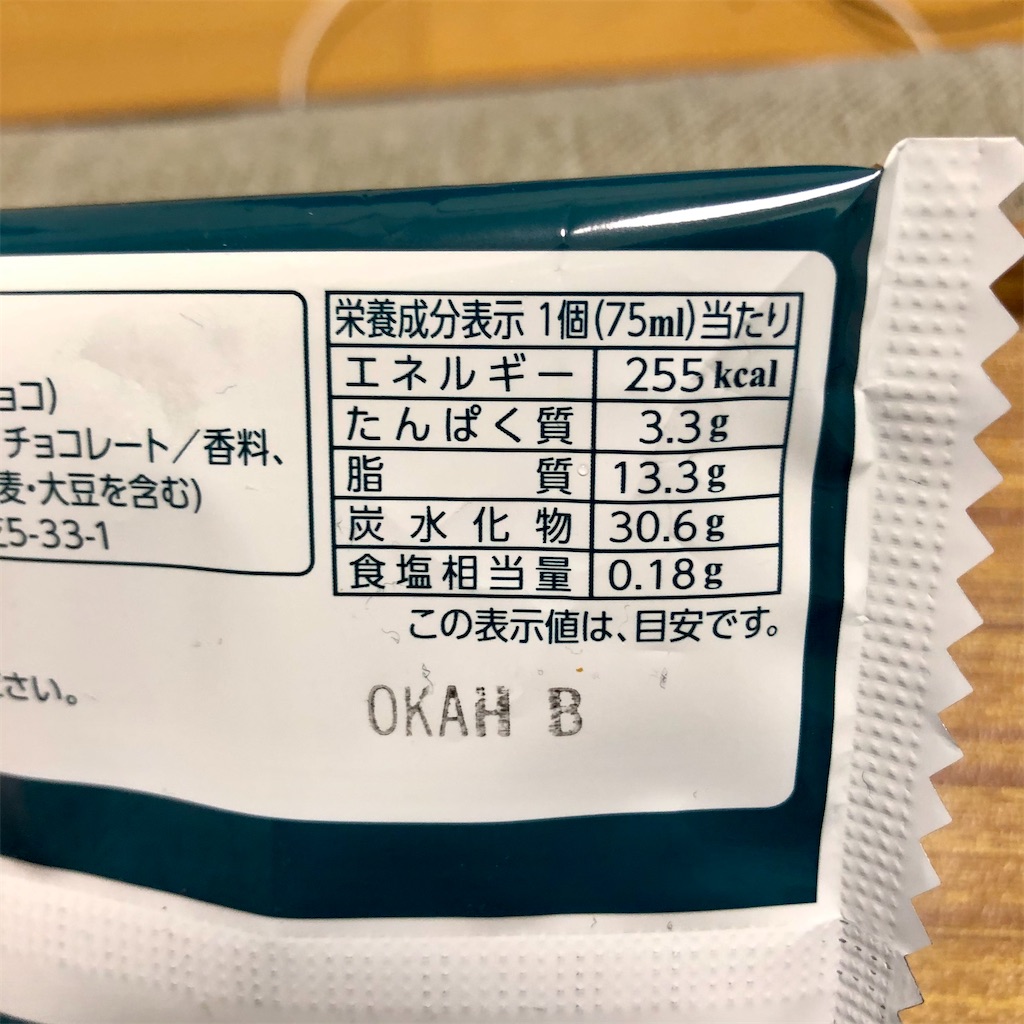 ョコ)
チョコレート／香料、
麦・大豆を含む)
25-33-1
ださい。
栄養成分表示 1個(75ml)当たり
エネルギー 255kcal
たんぱく質 3.3g
脂質 13.3g
炭水化物 30.6g
食塩相当量 0.18g
この表示値は、目安です。
OKAH B